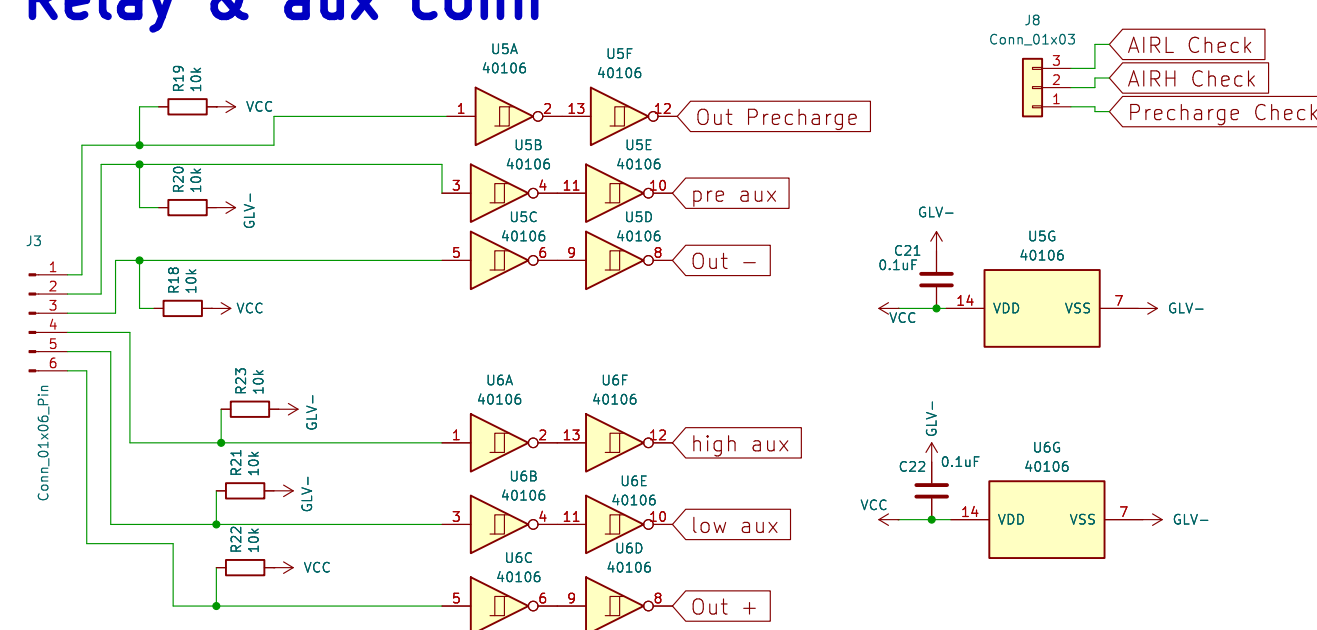 Relay & aux conn
J8
Conn_01x03
3
AIRL Check
2
AIRH Check
1
Precharge Check
R19
10k
VCC
U5A
40106
1
2
U5F
40106
13
12
Out Precharge
R20
10k
GLV-
U5B
40106
3
4
U5E
40106
11
10
pre aux
U5C
40106
5
6
U5D
40106
9
8
Out -
R18
10k
VCC
J3
1
2
3
4
5
6
Conn_01x06_Pin
GLV-
C21
0.1uF
VCC
U5G
40106
14
VDD
VSS
7
GLV-
R23
10k
GLV-
U6A
40106
1
2
U6F
40106
13
12
high aux
R21
10k
GLV-
U6B
40106
3
4
U6E
40106
11
10
low aux
R22
10k
VCC
U6C
40106
5
6
U6D
40106
9
8
Out +
GLV-
C22
0.1uF
VCC
U6G
40106
14
VDD
VSS
7
GLV-